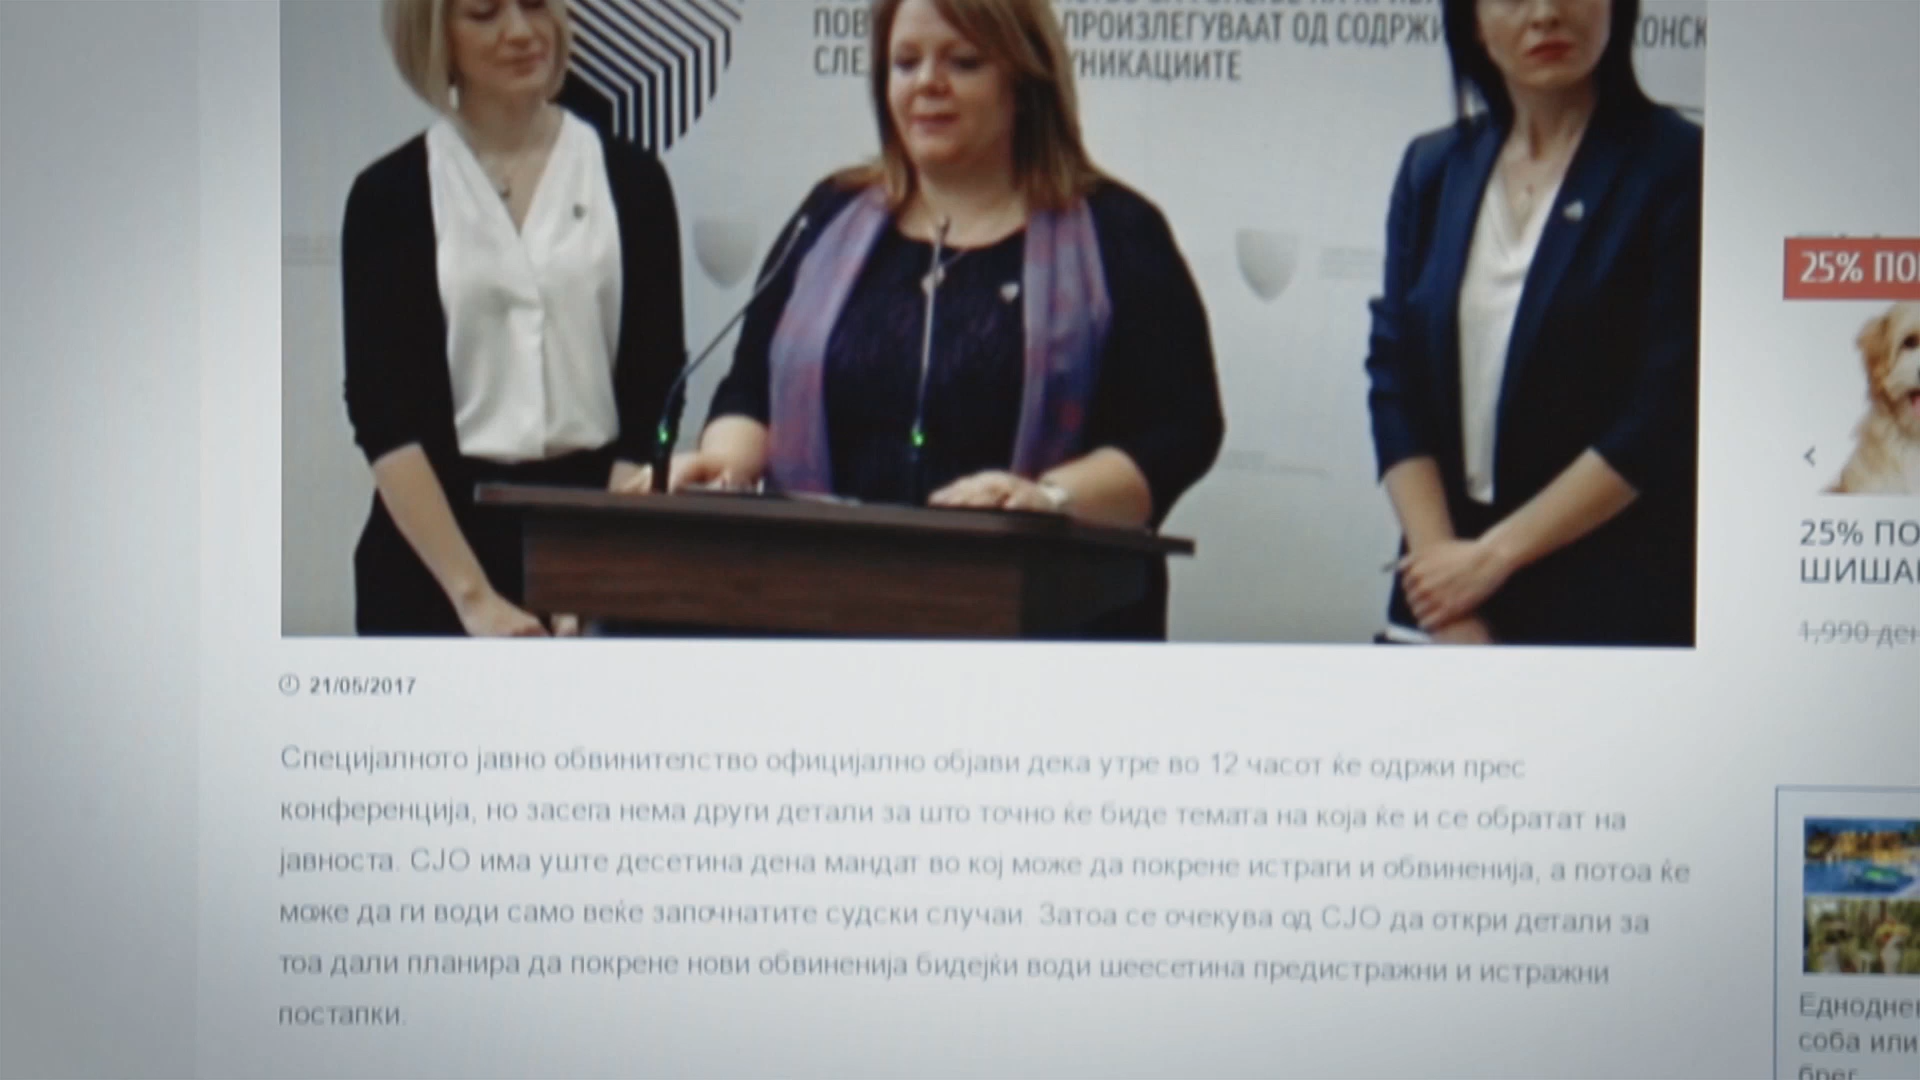 ПОВ ПРОИЗЛЕГУВААТ ОД СОДРЖИ ОНСК
СЛЕ УНИКАЦИИТЕ
25% ПО
25% ПО
ШИША
1,990 ден
21/05/2017
Специјалното јавно обвинителство официјално објави дека утре во 12 часот ќе одржи прес
конференција, но засега нема други детали за што точно ќе биде темата на која ќе и се обратат на
јавноста. СЈО има уште десетина дена мандат во кој може да покрене истраги и обвиненија, а потоа ќе
може да ги води само веќе започнатите судски случаи. Затоа се очекува од СЈО да откри детали за
тоа дали планира да покрене нови обвиненија бидејќи води шеесетина предистражни и истражни
постапки.
Едноднев
соба или
брег